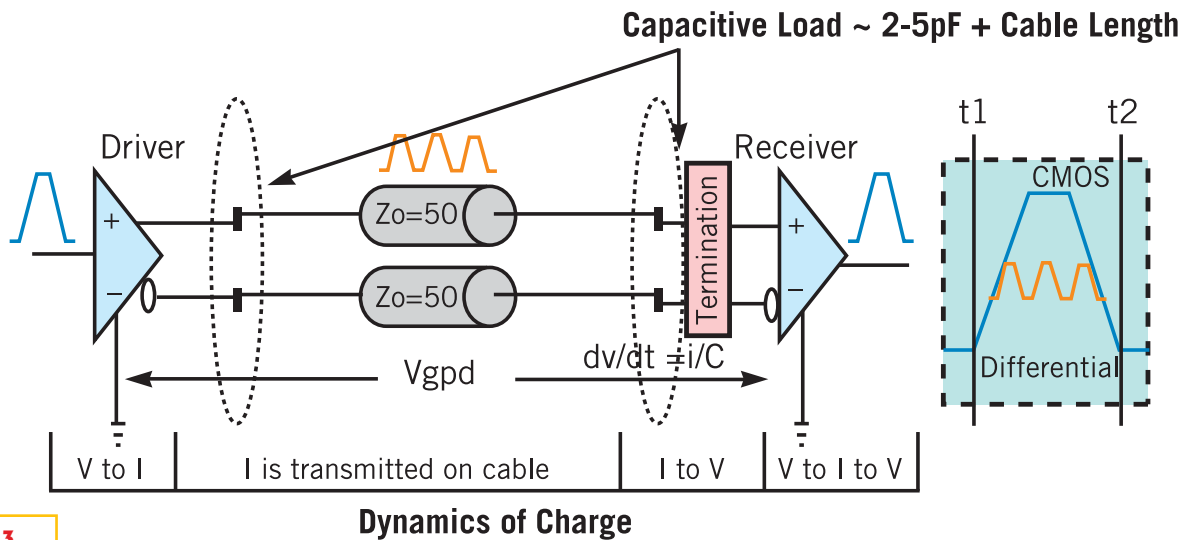 Capacitive Load ~ 2-5pF + Cable Length
t1
t2
Driver
Receiver
CMOS
+
Zo=50
Termination
+
−
Zo=50
−
Differential
Vgpd
dv/dt =i/C
V to I
I is transmitted on cable
I to V
V to I to V
Dynamics of Charge
3